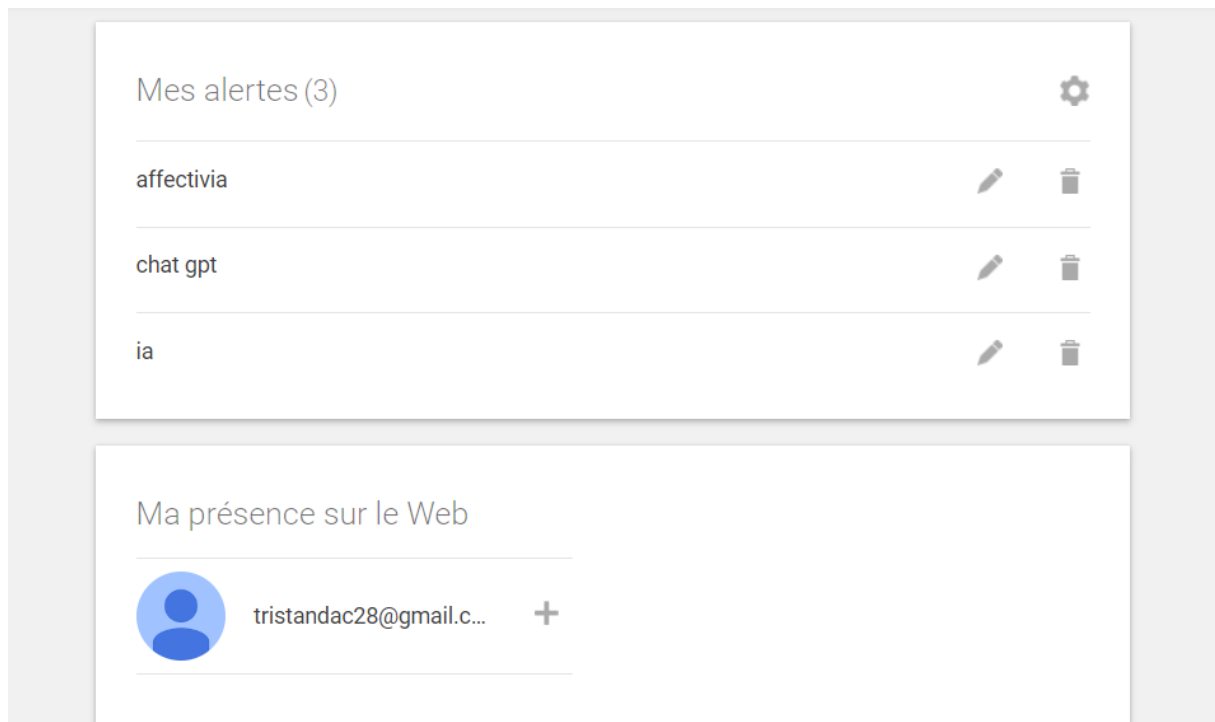 Mes alertes (3)
affectivia
chat gpt
ia
Ma présence sur le Web
tristandac28@gmail.c...